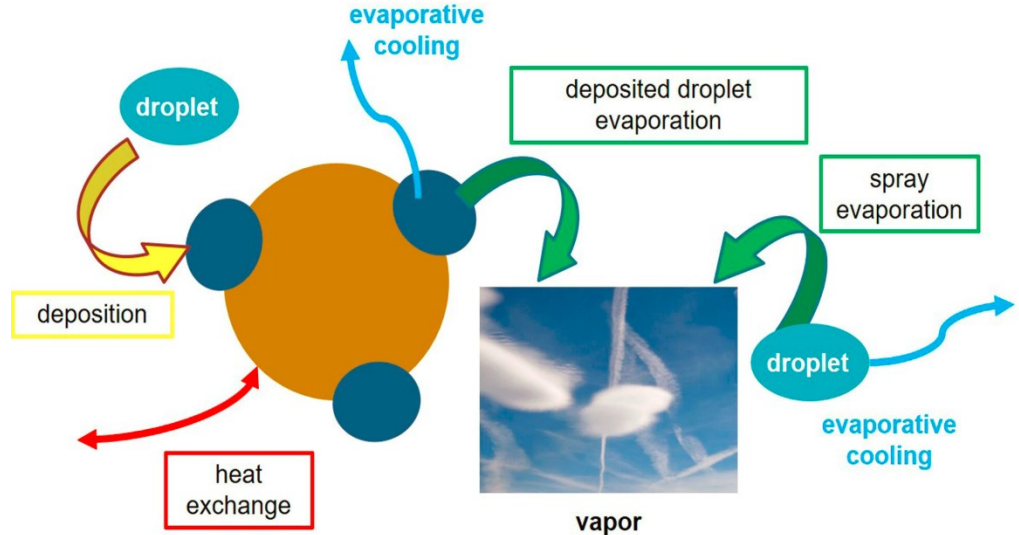 evaporative
cooling
droplet
deposited droplet
evaporation
spray
evaporation
deposition
droplet
evaporative
cooling
heat
exchange
vapor